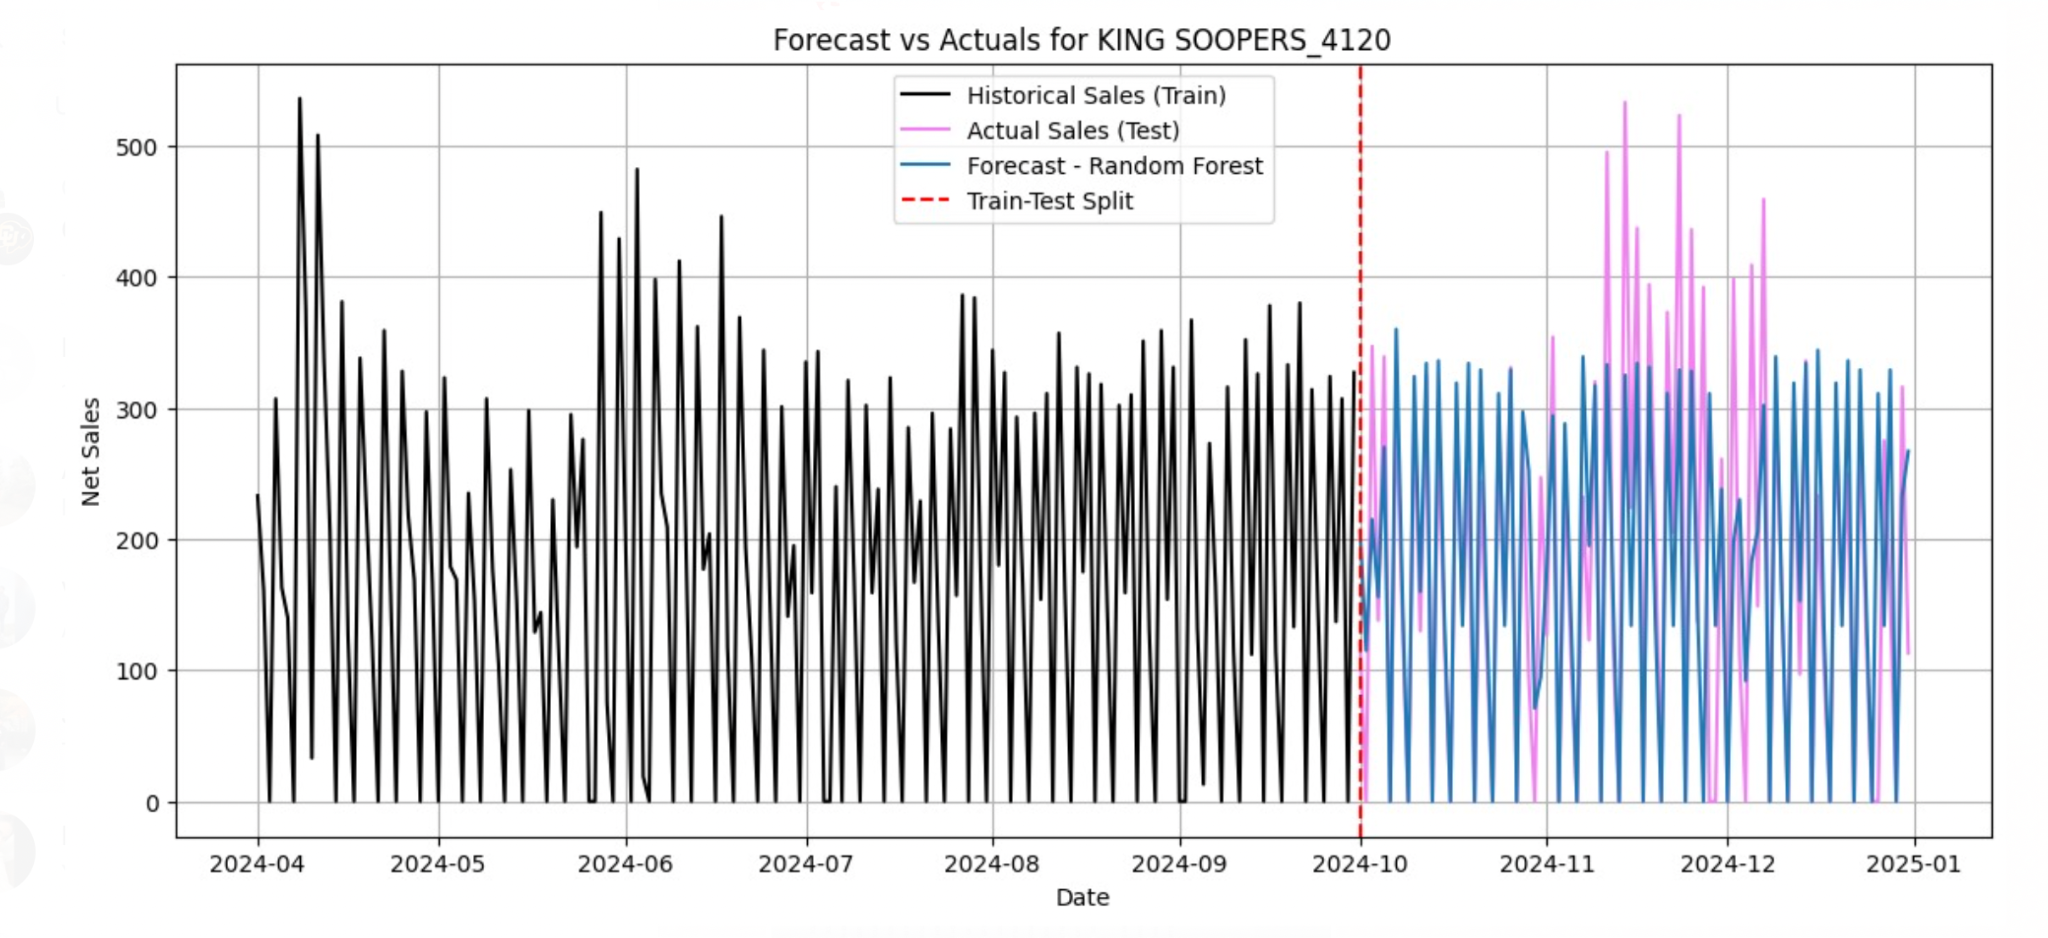 Forecast vs Actuals for KING SOOPERS_4120
Historical Sales (Train)
Actual Sales (Test)
Forecast - Random Forest
Train-Test Split
Net Sales
500
400
300
200
100
0
2024-04 2024-05 2024-06 2024-07 2024-08 2024-09 2024-10 2024-11 2024-12 2025-01
Date